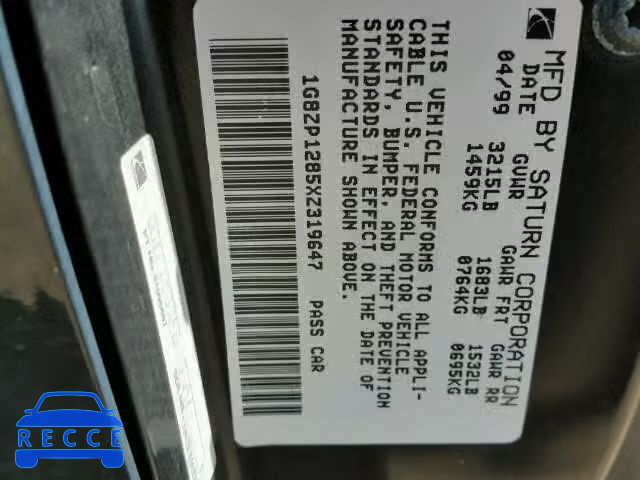 MFD BY SATURN CORPORATION
DATE GVWR GAWR FRT GAWR RR
04/99 3215LB 1683LB 1532LB
1459KG 0764KG 0695KG
THIS VEHICLE CONFORMS TO ALL APPLI-
CABLE U.S. FEDERAL MOTOR VEHICLE
SAFETY, BUMPER, AND THEFT PREVENTION
STANDARDS IN EFFECT ON THE DATE OF
MANUFACTURE SHOWN ABOVE.
1G8ZP1285XZ319647 PASS CAR
RECCE